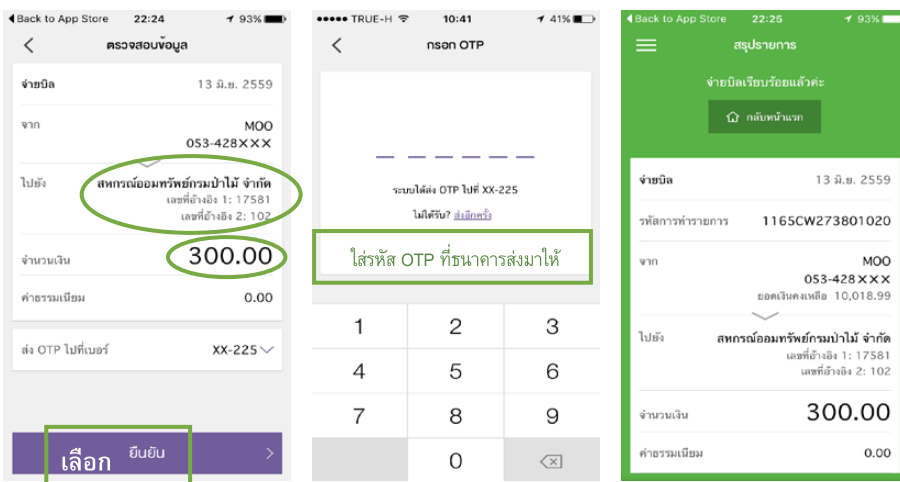 Back to App Store 22:24 93%
ตรวจสอบข้อมูล
จ่ายบิล 13 มิ.ย. 2559
จาก MOO
053-428XXX
ไปยัง สหกรณ์ออมทรัพย์กรมป่าไม้ จำกัด
เลขที่อ้างอิง 1: 17581
เลขที่อ้างอิง 2: 102
จำนวนเงิน 300.00
ค่าธรรมเนียม 0.00
ส่ง OTP ไปที่เบอร์ XX-225
เลือก ยืนยัน
TRUE-H 10:41 41%
กรอก OTP
ระบบได้ส่ง OTP ไปที่ XX-225
ไม่ได้รับ? ส่งอีกครั้ง
ใส่รหัส OTP ที่ธนาคารส่งมาให้
1 2 3
4 5 6
7 8 9
0
Back to App Store 22:25 93%
สรุปรายการ
จ่ายบิลเรียบร้อยแล้วค่ะ
กลับหน้าแรก
จ่ายบิล 13 มิ.ย. 2559
รหัสการทำรายการ 1165CW273801020
จาก MOO
053-428XXX
ยอดเงินคงเหลือ 10,018.99
ไปยัง สหกรณ์ออมทรัพย์กรมป่าไม้ จำกัด
เลขที่อ้างอิง 1: 17581
เลขที่อ้างอิง 2: 102
จำนวนเงิน 300.00
ค่าธรรมเนียม 0.00